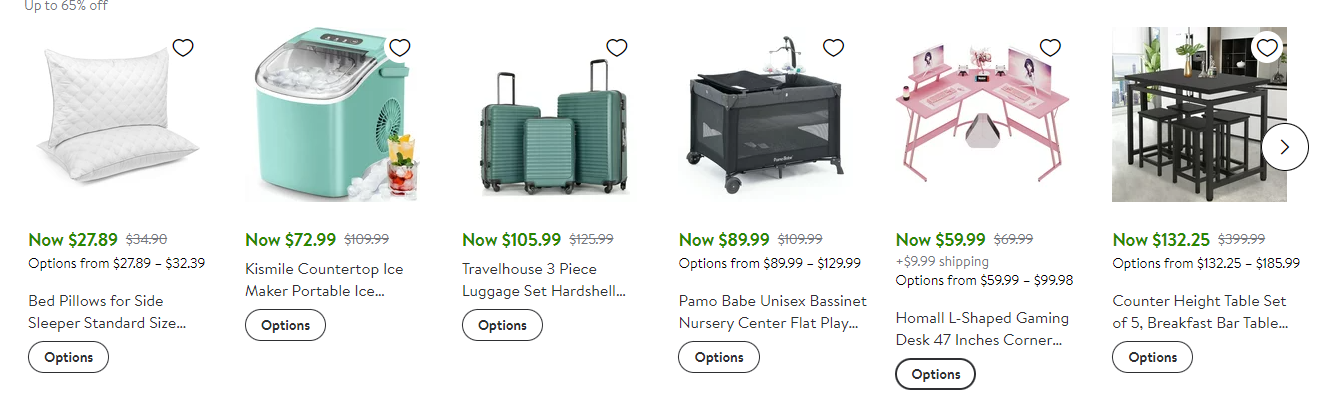 Up to 65% off
Pamo Babe
Now $27.89 $34.90
Options from $27.89 – $32.39
Bed Pillows for Side
Sleeper Standard Size...
Options
Now $72.99 $109.99
Kismile Countertop Ice
Maker Portable Ice...
Options
Now $105.99 $125.99
Travelhouse 3 Piece
Luggage Set Hardshell...
Options
Now $89.99 $109.99
Options from $89.99 – $129.99
Pamo Babe Unisex Bassinet
Nursery Center Flat Play...
Options
Now $59.99 $69.99
+$9.99 shipping
Options from $59.99 – $99.98
Homall L-Shaped Gaming
Desk 47 Inches Corner...
Options
Now $132.25 $399.99
Options from $132.25 – $185.99
Counter Height Table Set
of 5, Breakfast Bar Table...
Options